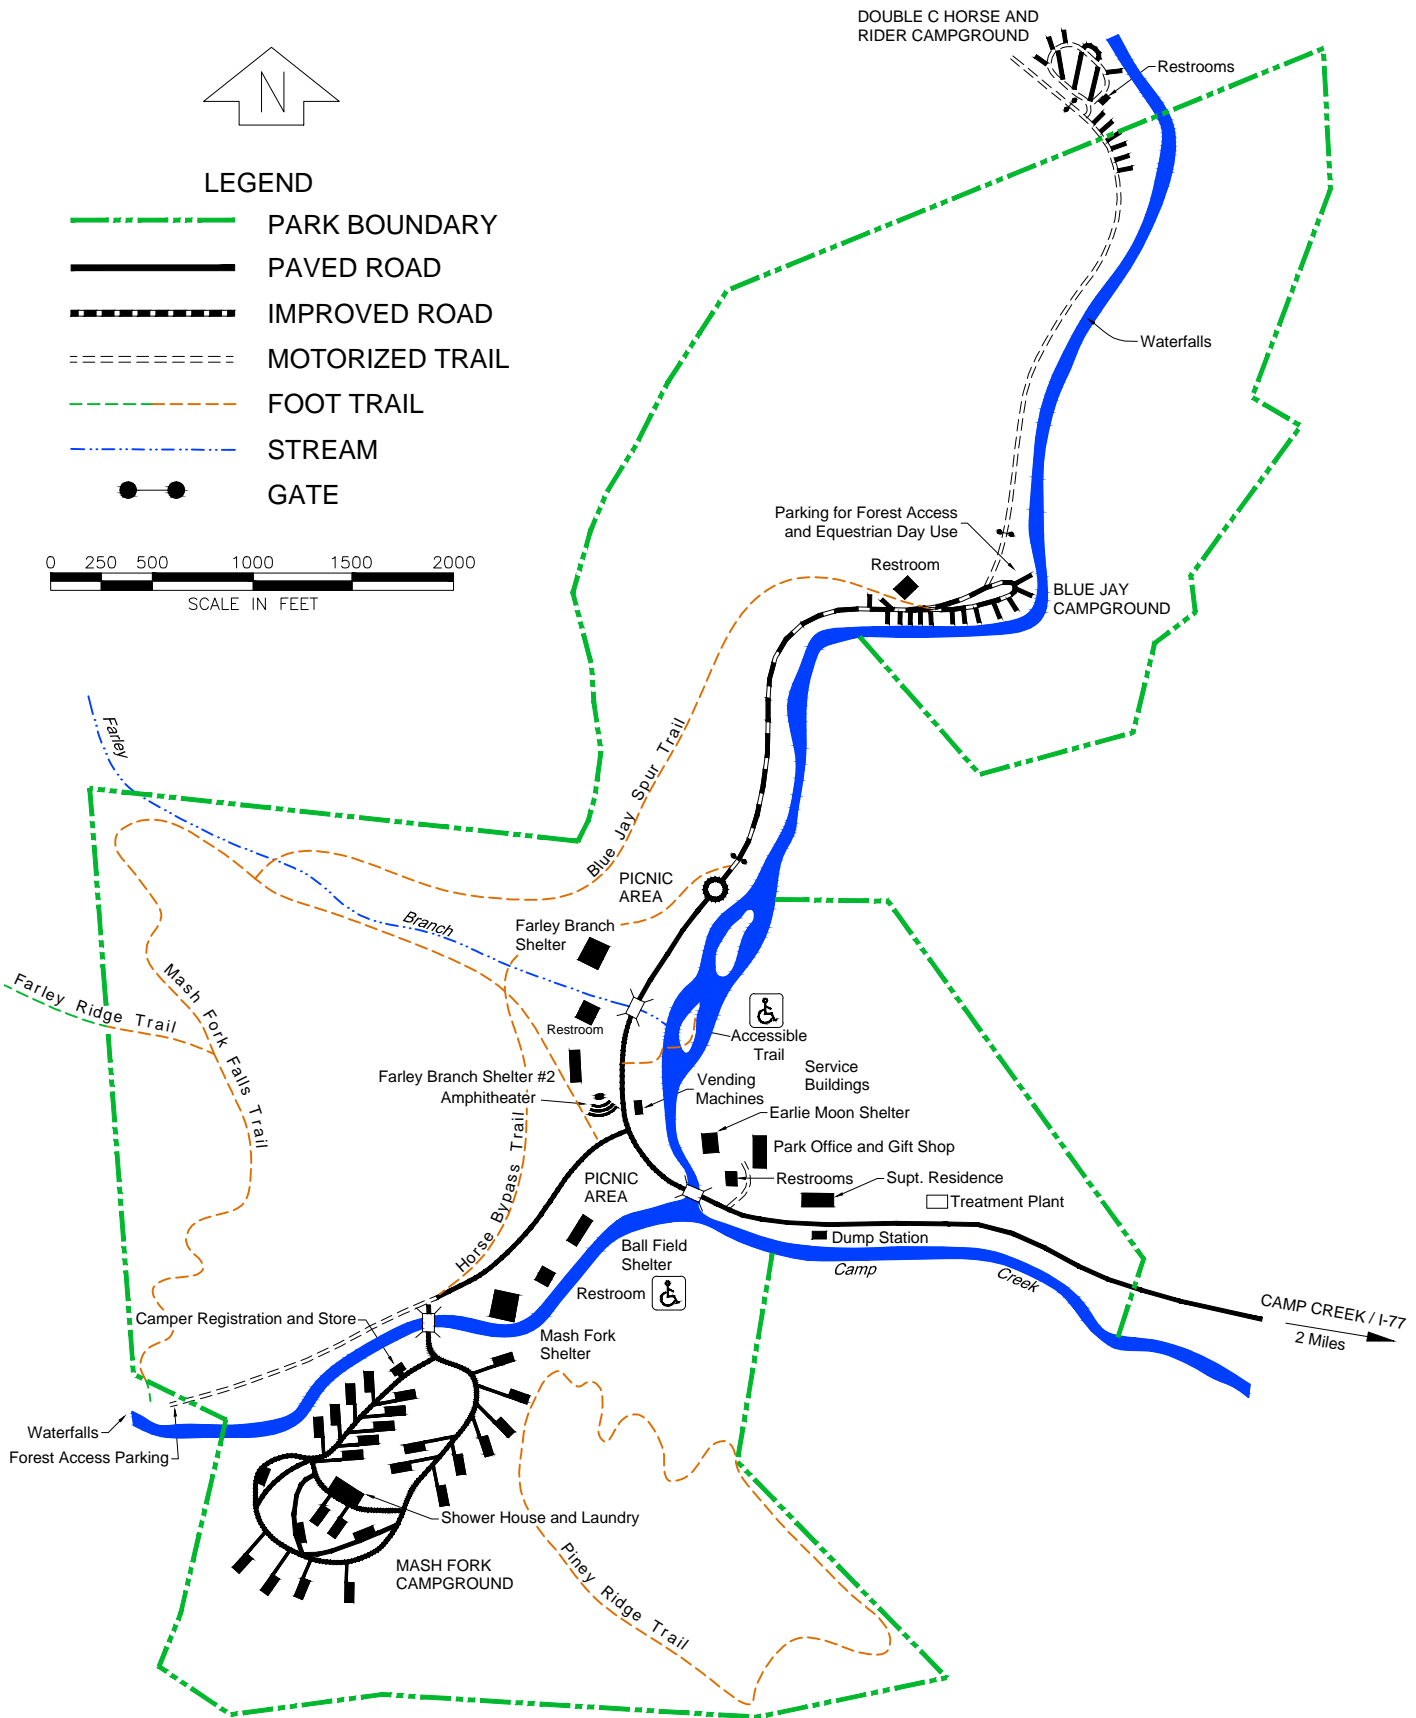 DOUBLE C HORSE AND
RIDER CAMPGROUND
Restrooms
N
LEGEND
PARK BOUNDARY
PAVED ROAD
IMPROVED ROAD
MOTORIZED TRAIL
FOOT TRAIL
STREAM
GATE
Waterfalls
0 250 500 1000 1500 2000
SCALE IN FEET
Parking for Forest Access
and Equestrian Day Use
Restroom
BLUE JAY
CAMPGROUND
Farley
Blue Jay Spur Trail
PICNIC
AREA
Branch
Farley Branch
Shelter
Mash Fork Falls Trail
Farley Ridge Trail
Restroom
Accessible
Trail
Service
Buildings
Farley Branch Shelter #2
Amphitheater
Vending
Machines
Earlie Moon Shelter
Park Office and Gift Shop
Horse Bypass Trail
PICNIC
AREA
Restrooms
Supt. Residence
Treatment Plant
Dump Station
Ball Field
Shelter
Camp
Creek
Restroom
CAMP CREEK / I-77
2 Miles
Camper Registration and Store
Mash Fork
Shelter
Waterfalls
Forest Access Parking
Shower House and Laundry
MASH FORK
CAMPGROUND
Piney Ridge Trail